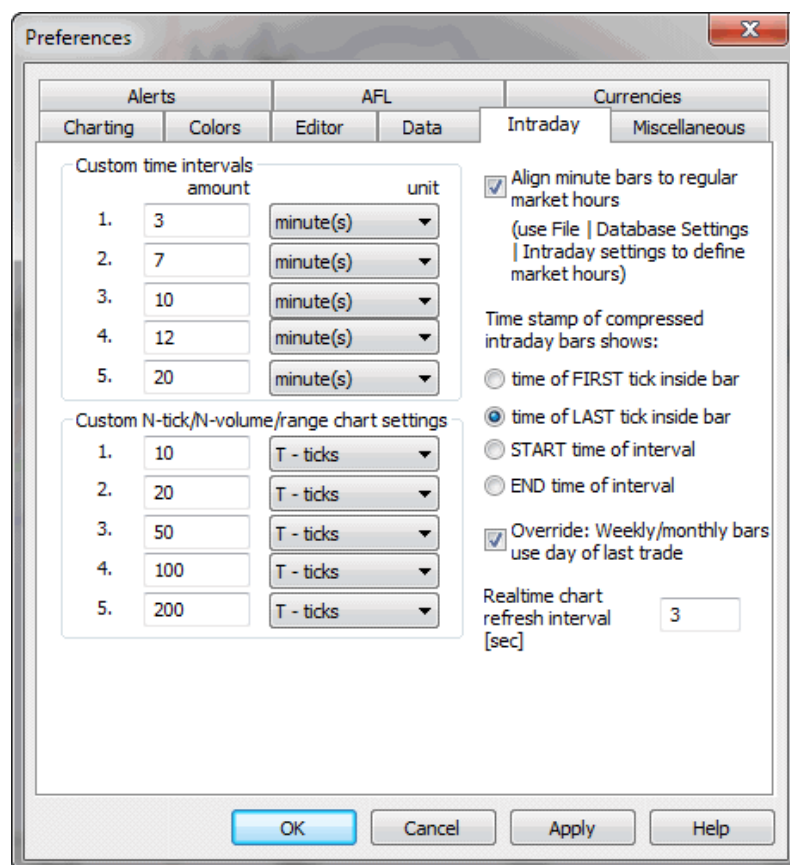 Preferences
X
Alerts
AFL
Currencies
Charting
Colors
Editor
Data
Intraday
Miscellaneous
Custom time intervals
amount
unit
1.
3
minute(s)
2.
7
minute(s)
3.
10
minute(s)
4.
12
minute(s)
5.
20
minute(s)
Custom N-tick/N-volume/range chart settings
1.
10
T - ticks
2.
20
T - ticks
3.
50
T - ticks
4.
100
T - ticks
5.
200
T - ticks
Align minute bars to regular
market hours
(use File | Database Settings
| Intraday settings to define
market hours)
Time stamp of compressed
intraday bars shows:
time of FIRST tick inside bar
time of LAST tick inside bar
START time of interval
END time of interval
Override: Weekly/monthly bars
use day of last trade
Realtime chart
refresh interval
[sec]
3
OK
Cancel
Apply
Help